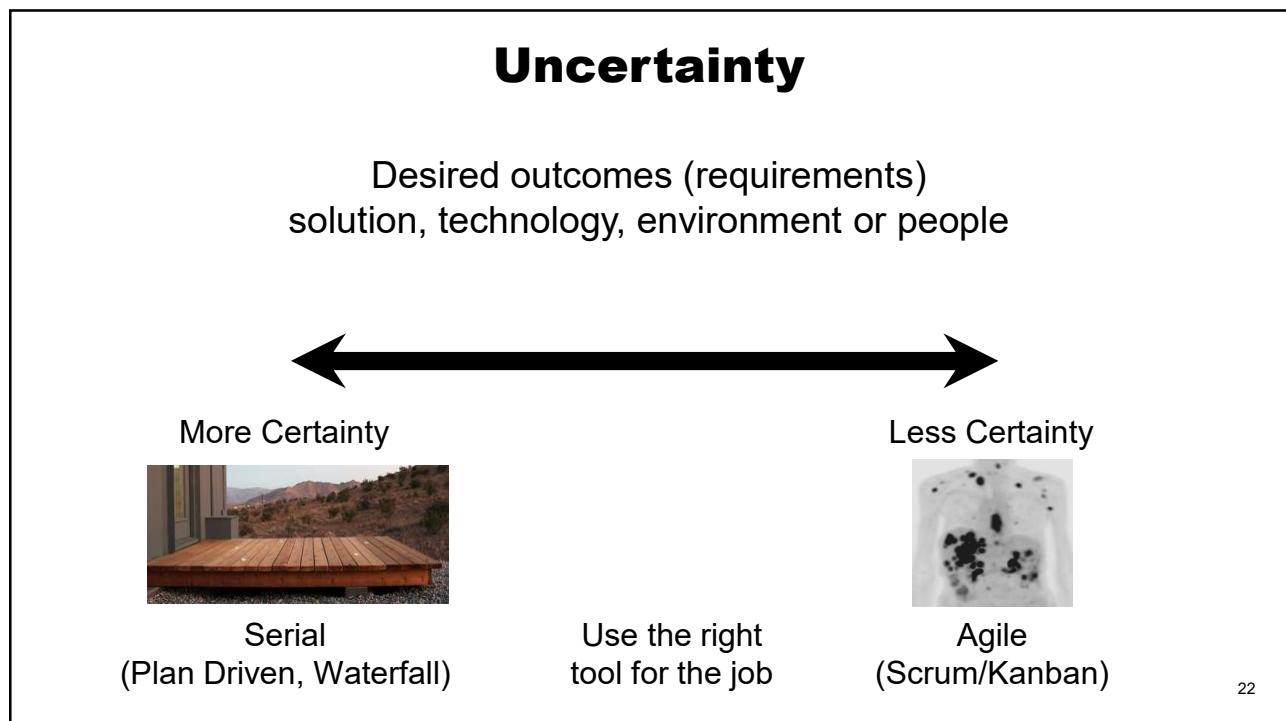 Uncertainty
Desired outcomes (requirements)
solution, technology, environment or people
More Certainty
Less Certainty
Serial
(Plan Driven, Waterfall)
Use the right
tool for the job
Agile
(Scrum/Kanban)
22